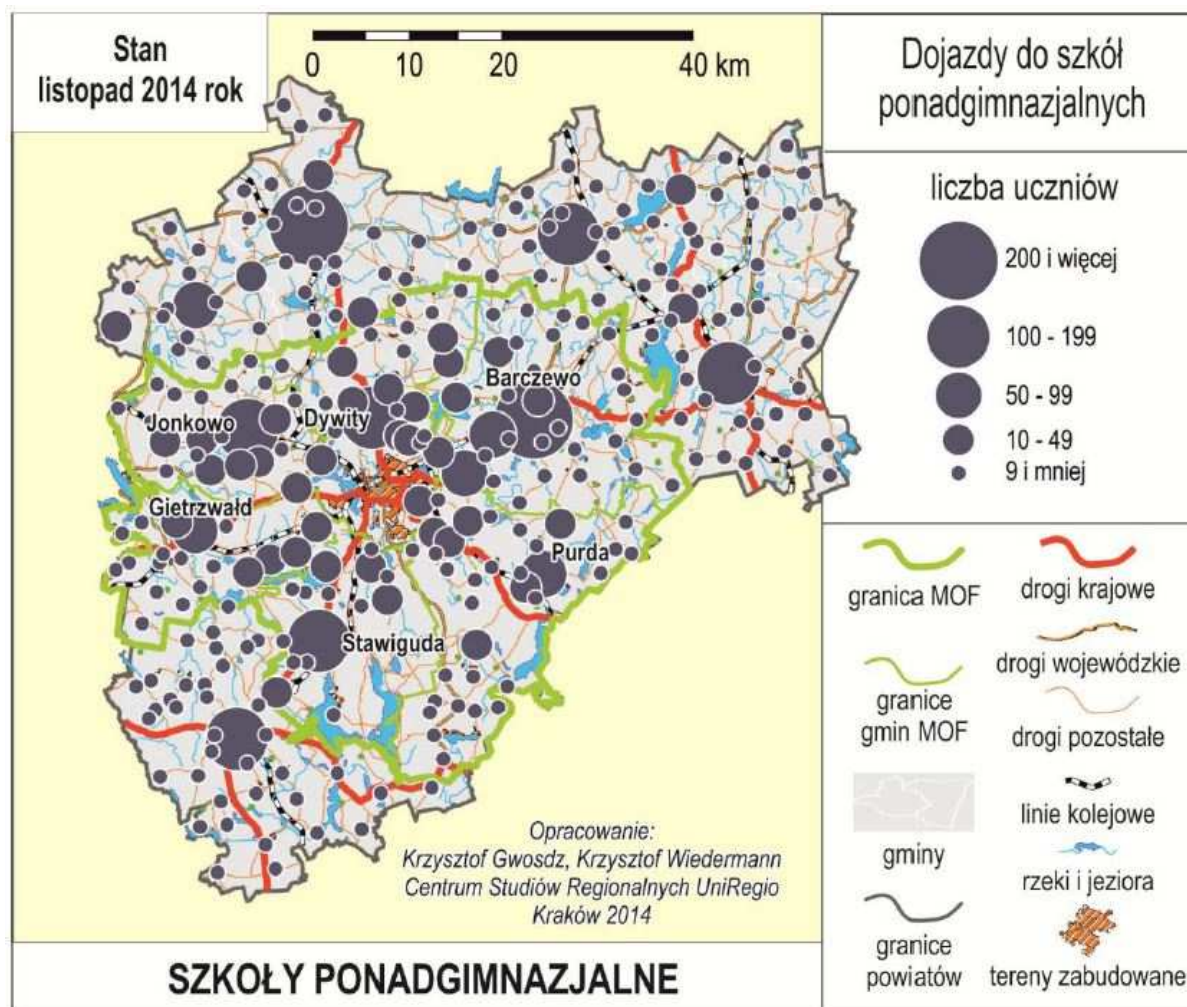 Stan
listopad 2014 rok
0 10 20 40 km
Dojazdy do szkół
ponadgimnazjalnych
liczba uczniów
200 i więcej
100 - 199
50 - 99
10 - 49
9 i mniej
Barczewo
Jonkowo
Dywity
Gietrzwałd
Purda
Stawiguda
granica MOF
drogi krajowe
granice
gmin MOF
drogi wojewódzkie
drogi pozostałe
gminy
linie kolejowe
rzeki i jeziora
granice
powiatów
tereny zabudowane
Opracowanie:
Krzysztof Gwosdz, Krzysztof Wiedermann
Centrum Studiów Regionalnych UniRegio
Kraków 2014
SZKOŁY PONADGIMNAZJALNE